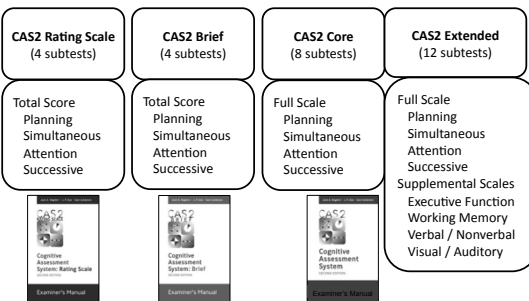 CAS2 Rating Scale
(4 subtests)
CAS2 Brief
(4 subtests)
CAS2 Core
(8 subtests)
CAS2 Extended
(12 subtests)
Total Score
Planning
Simultaneous
Attention
Successive
Total Score
Planning
Simultaneous
Attention
Successive
Full Scale
Planning
Simultaneous
Attention
Successive
Full Scale
Planning
Simultaneous
Attention
Successive
Supplemental Scales
Executive Function
Working Memory
Verbal / Nonverbal
Visual / Auditory
CAS2
Cognitive
Assessment
System: Rating Scale
SECOND EDITION
Examiner's Manual
CAS2
Cognitive
Assessment
System: Brief
SECOND EDITION
Examiner's Manual
CAS2
Cognitive
Assessment
System
SECOND EDITION
Examiner's Manual